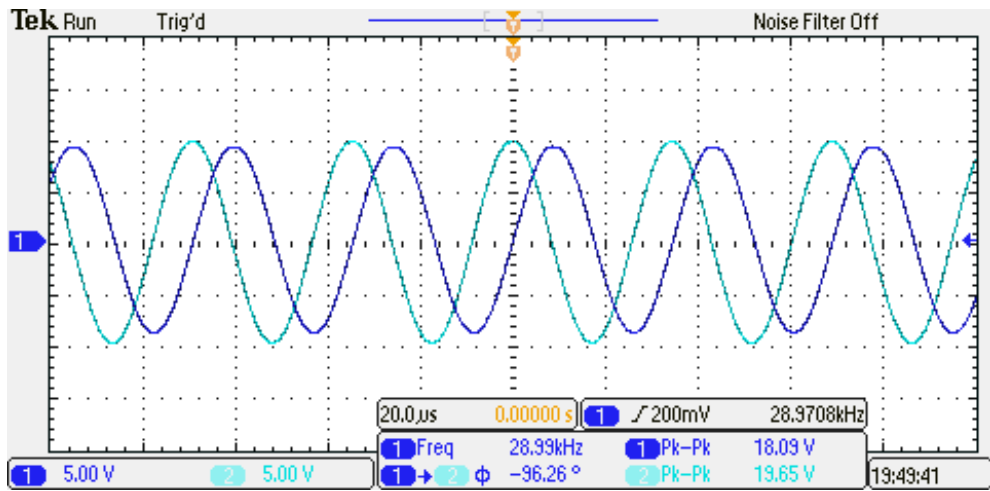 Tek Run Trig'd Noise Filter Off
1
20.0µs 0.00000 s 1 200mV 28.9708kHz
1 Freq 28.99kHz 1 Pk-Pk 18.09 V
1 5.00 V 2 5.00 V 1 → 2 ϕ -96.26 ° 2 Pk-Pk 19.65 V 19:49:41